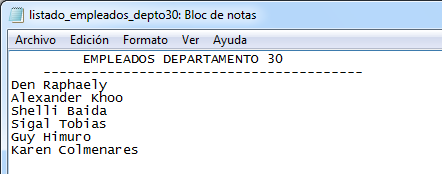 listado_empleados_depto30: Bloc de notas
Archivo Edición Formato Ver Ayuda
EMPLEADOS DEPARTAMENTO 30
----------------------------------------
Den Raphaely
Alexander Khoo
Shelli Baida
Sigal Tobias
Guy Himuro
Karen Colmenares